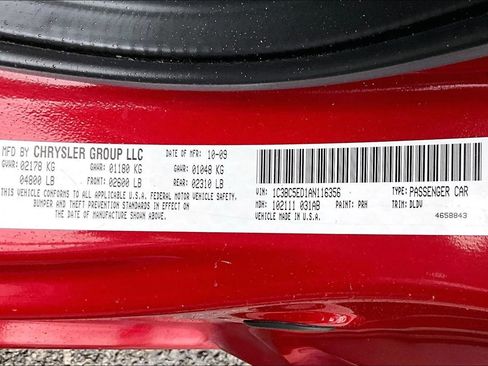 MFD BY CHRYSLER GROUP LLC DATE OF MFR: 10-09
GVWR: 02178 KG GAWR: 01180 KG GAWR: 01048 KG
04800 LB FRONT: 02600 LB REAR: 02310 LB
THIS VEHICLE CONFORMS TO ALL APPLICABLE U.S.A. FEDERAL MOTOR VEHICLE SAFETY,
BUMPER AND THEFT PREVENTION STANDARDS IN EFFECT ON
THE DATE OF MANUFACTURE SHOWN ABOVE.
VIN: 1C3BC5ED1AN116356 TYPE: PASSENGER CAR
MDH: 102111 031AB PAINT: PRH TRIM: DLDV
VEHICLE MADE IN: U.S.A. 4658843